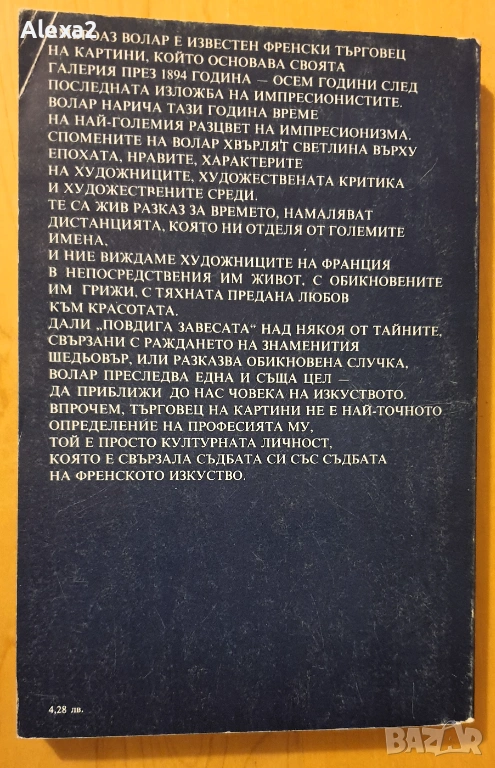 Alexa2
ОАЗ ВОЛАР Е ИЗВЕСТЕН ФРЕНСКИ ТЪРГОВЕЦ
НА КАРТИНИ, КОЙТО ОСНОВАВА СВОЯТА
ГАЛЕРИЯ ПРЕЗ 1894 ГОДИНА — ОСЕМ ГОДИНИ СЛЕД
ПОСЛЕДНАТА ИЗЛОЖБА НА ИМПРЕСИОНИСТИТЕ.
ВОЛАР НАРИЧА ТАЗИ ГОДИНА ВРЕМЕ
НА НАЙ-ГОЛЕМИЯ РАЗЦВЕТ НА ИМПРЕСИОНИЗМА.
СПОМЕНИТЕ НА ВОЛАР ХВЪРЛЯТ СВЕТЛИНА ВЪРХУ
ЕПОХАТА, НРАВИТЕ, ХАРАКТЕРИТЕ
НА ХУДОЖНИЦИТЕ, ХУДОЖЕСТВЕНАТА КРИТИКА
И ХУДОЖЕСТВЕНИТЕ СРЕДИ.
ТЕ СА ЖИВ РАЗКАЗ ЗА ВРЕМЕТО, НАМАЛЯВАТ
ДИСТАНЦИЯТА, КОЯТО НИ ОТДЕЛЯ ОТ ГОЛЕМИТЕ
ИМЕНА.
И НИЕ ВИЖДАМЕ ХУДОЖНИЦИТЕ НА ФРАНЦИЯ
В НЕПОСРЕДСТВЕНИЯ ИМ ЖИВОТ, С ОБИКНОВЕНИТЕ
ИМ ГРИЖИ, С ТЯХНАТА ПРЕДАНА ЛЮБОВ
КЪМ КРАСОТАТА.
ДАЛИ „ПОВДИГА ЗАВЕСАТА“ НАД НЯКОЯ ОТ ТАЙНИТЕ,
СВЪРЗАНИ С РАЖДАНЕТО НА ЗНАМЕНИТИЯ
ШЕДЬОВЪР, ИЛИ РАЗКАЗВА ОБИКНОВЕНА СЛУЧКА,
ВОЛАР ПРЕСЛЕДВА ЕДНА И СЪЩА ЦЕЛ —
ДА ПРИБЛИЖИ ДО НАС ЧОВЕКА НА ИЗКУСТВОТО.
ВПРОЧЕМ, ТЪРГОВЕЦ НА КАРТИНИ НЕ Е НАЙ-ТОЧНОТО
ОПРЕДЕЛЕНИЕ НА ПРОФЕСИЯТА МУ,
ТОЙ Е ПРОСТО КУЛТУРНАТА ЛИЧНОСТ,
КОЯТО Е СВЪРЗАЛА СЪДБАТА СИ СЪС СЪДБАТА
НА ФРЕНСКОТО ИЗКУСТВО.
4,28 лв.
BAZAR.BG